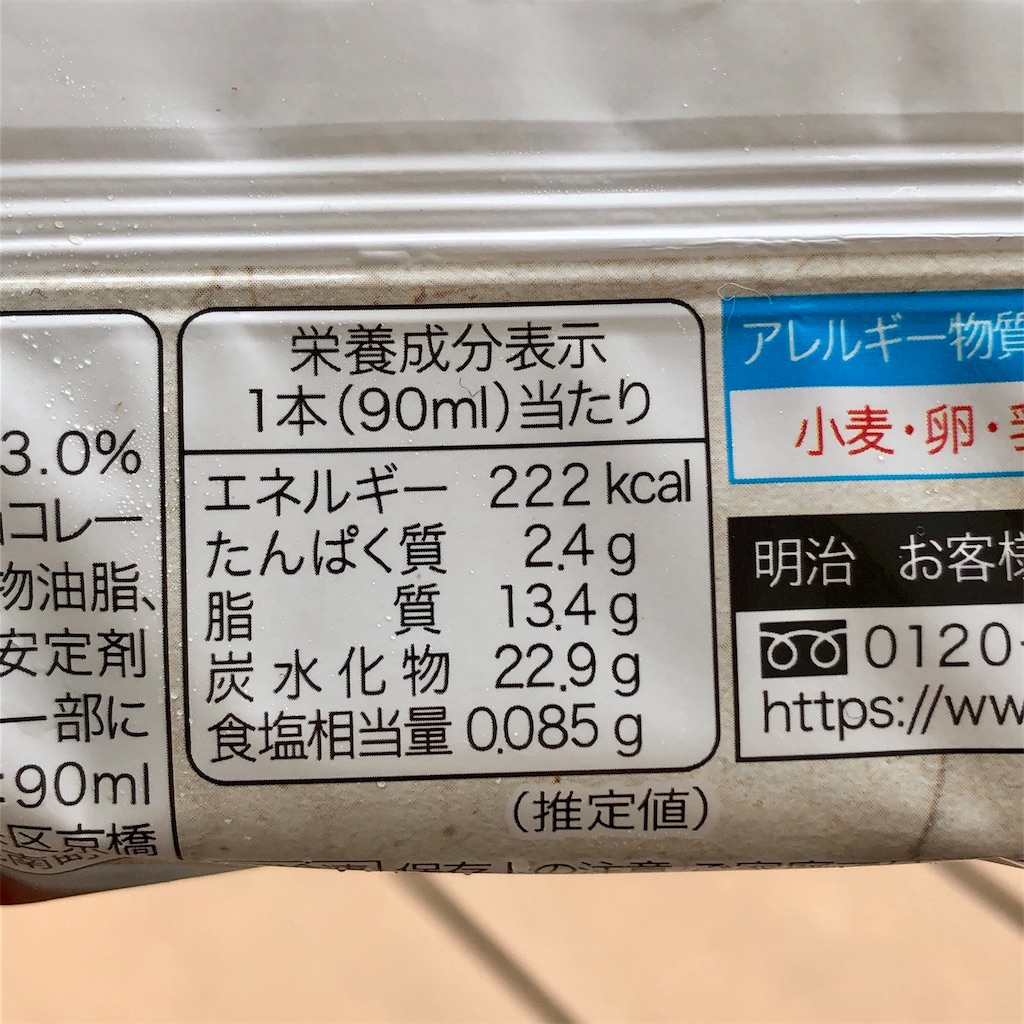 3.0%
コレー
物油脂、
安定剤
一部に
:90ml
区京橋
栄養成分表示
1本(90ml)当たり
エネルギー 222kcal
たんぱく質 2.4g
脂質 13.4g
炭水化物 22.9g
食塩相当量 0.085g
(推定値)
アレルギー物質
小麦・卵・
明治 お客様
0120-
https://ww